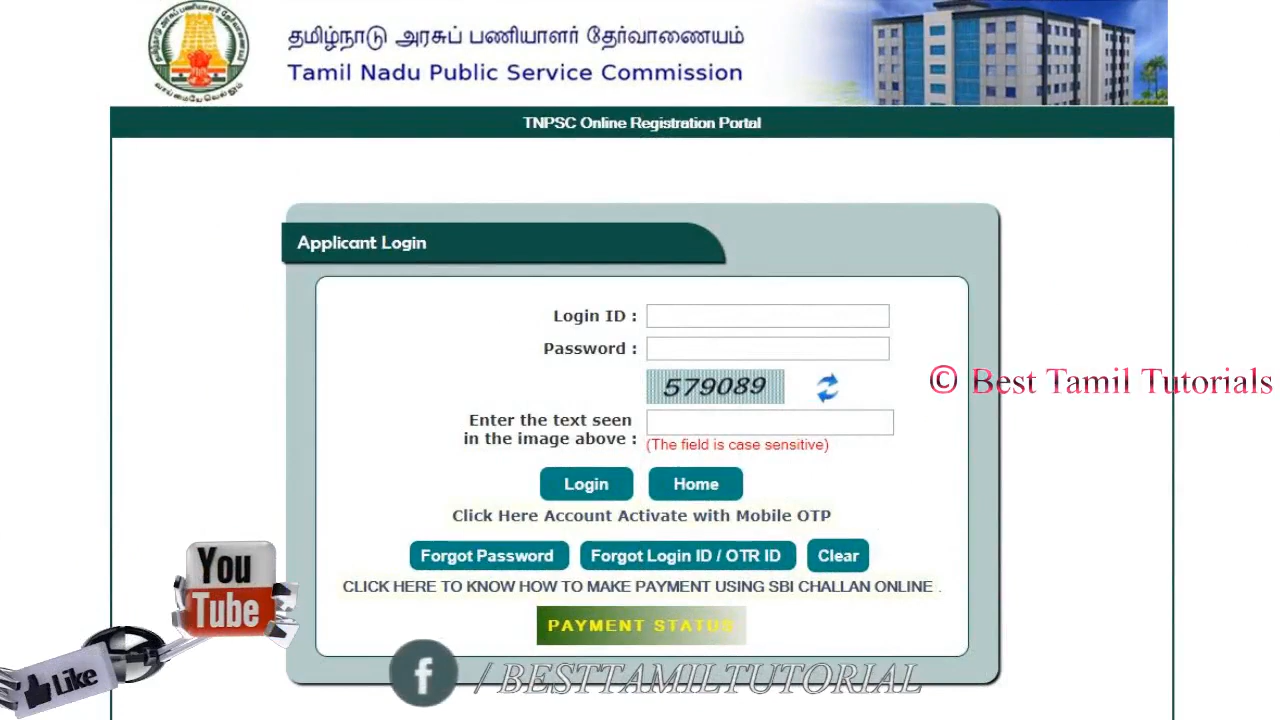 தமிழ்நாடு அரசுப் பணியாளர் தேர்வாணையம்
Tamil Nadu Public Service Commission
TNPSC Online Registration Portal
Applicant Login
Login ID :
Password :
579089
© Best Tamil Tutorials
Enter the text seen
in the image above :
(The field is case sensitive)
Login Home
Click Here Account Activate with Mobile OTP
Forgot Password Forgot Login ID / OTR ID Clear
CLICK HERE TO KNOW HOW TO MAKE PAYMENT USING SBI CHALLAN ONLINE .
PAYMENT STATUS
You
Tube
Like
f / BESTTAMILTUTORIAL